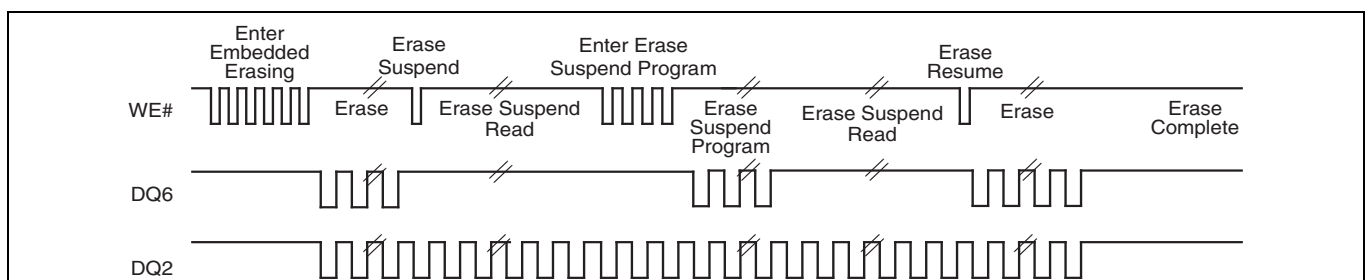 Enter
Embedded
Erasing
Erase
Suspend
Enter Erase
Suspend Program
Erase
Resume
WE#
Erase
Erase Suspend
Read
Erase
Suspend
Program
Erase Suspend
Read
Erase
Erase
Complete
DQ6
DQ2